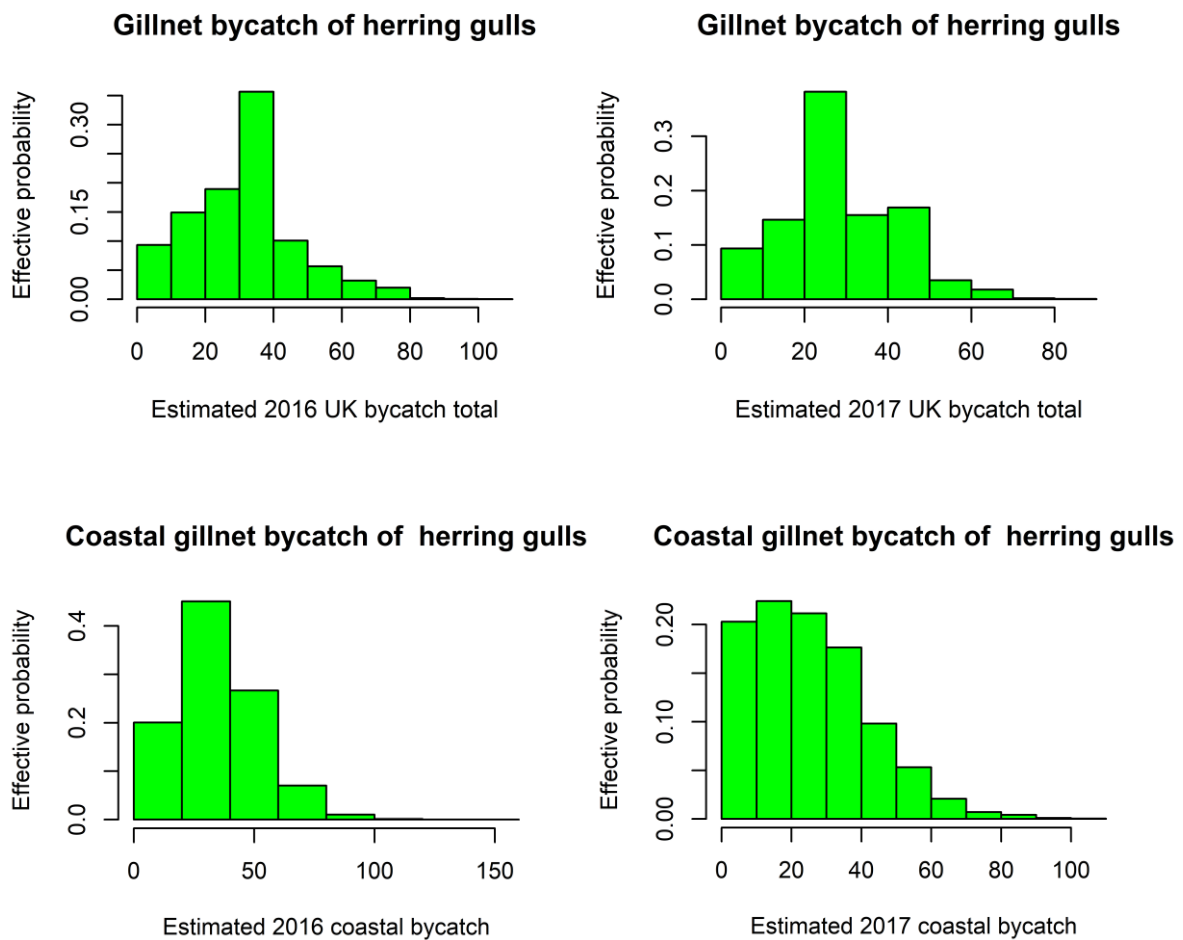 Gillnet bycatch of herring gulls
Effective probability
0.30
0.15
0.00
0 20 40 60 80 100
Estimated 2016 UK bycatch total
Gillnet bycatch of herring gulls
Effective probability
0.3
0.2
0.1
0.0
0 20 40 60 80
Estimated 2017 UK bycatch total
Coastal gillnet bycatch of  herring gulls
Effective probability
0.4
0.2
0.0
0 50 100 150
Estimated 2016 coastal bycatch
Coastal gillnet bycatch of  herring gulls
Effective probability
0.20
0.10
0.00
0 20 40 60 80 100
Estimated 2017 coastal bycatch